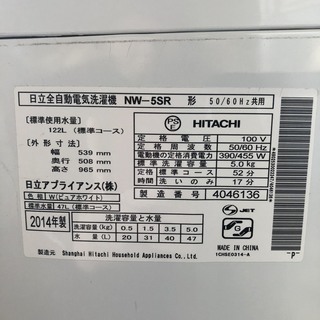 日立全自動電気洗濯機 NW-5SR 形 50/60Hz共用
[標準使用水量]
122L (標準コース)
[外形寸法]
幅 539 mm
奥行 508 mm
高さ 965 mm
日立アプライアンス(株)
色相 W(ピュアホワイト)
標準水量 47L(標準コース)
2014年製
PSE
HITACHI
定格電圧 100 V
定格周波数 50/60 Hz
電動機の定格消費電力 390/455 W
標準洗濯容量 5.0 kg
定格時間 標準コース 52 分
定格時間 洗いのみ 17 分
製造番号 4046136
洗濯容量と水量
洗濯容量(kg) 0.5 1.5 3.5 5.0
水量(L) 20 31 40 47
JET
MADE IN CHINA
1CHSE0514-A
-P-
製造元 Shanghai Hitachi Household Appliances Co., Ltd.